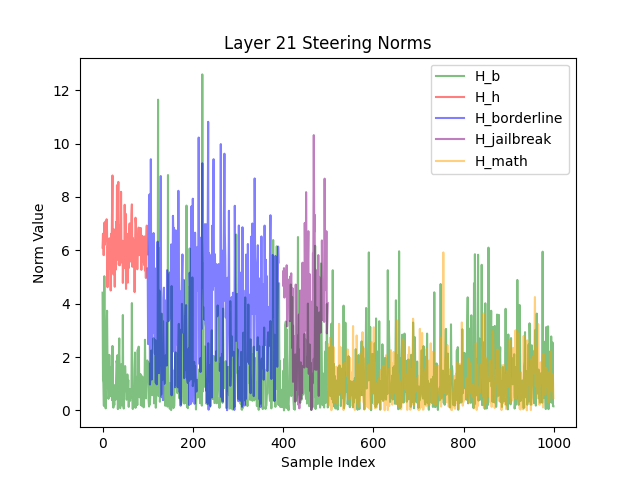 Layer 21 Steering Norms
H_b
H_h
H_borderline
H_jailbreak
H_math
Norm Value
12
10
8
6
4
2
0
0 200 400 600 800 1000
Sample Index